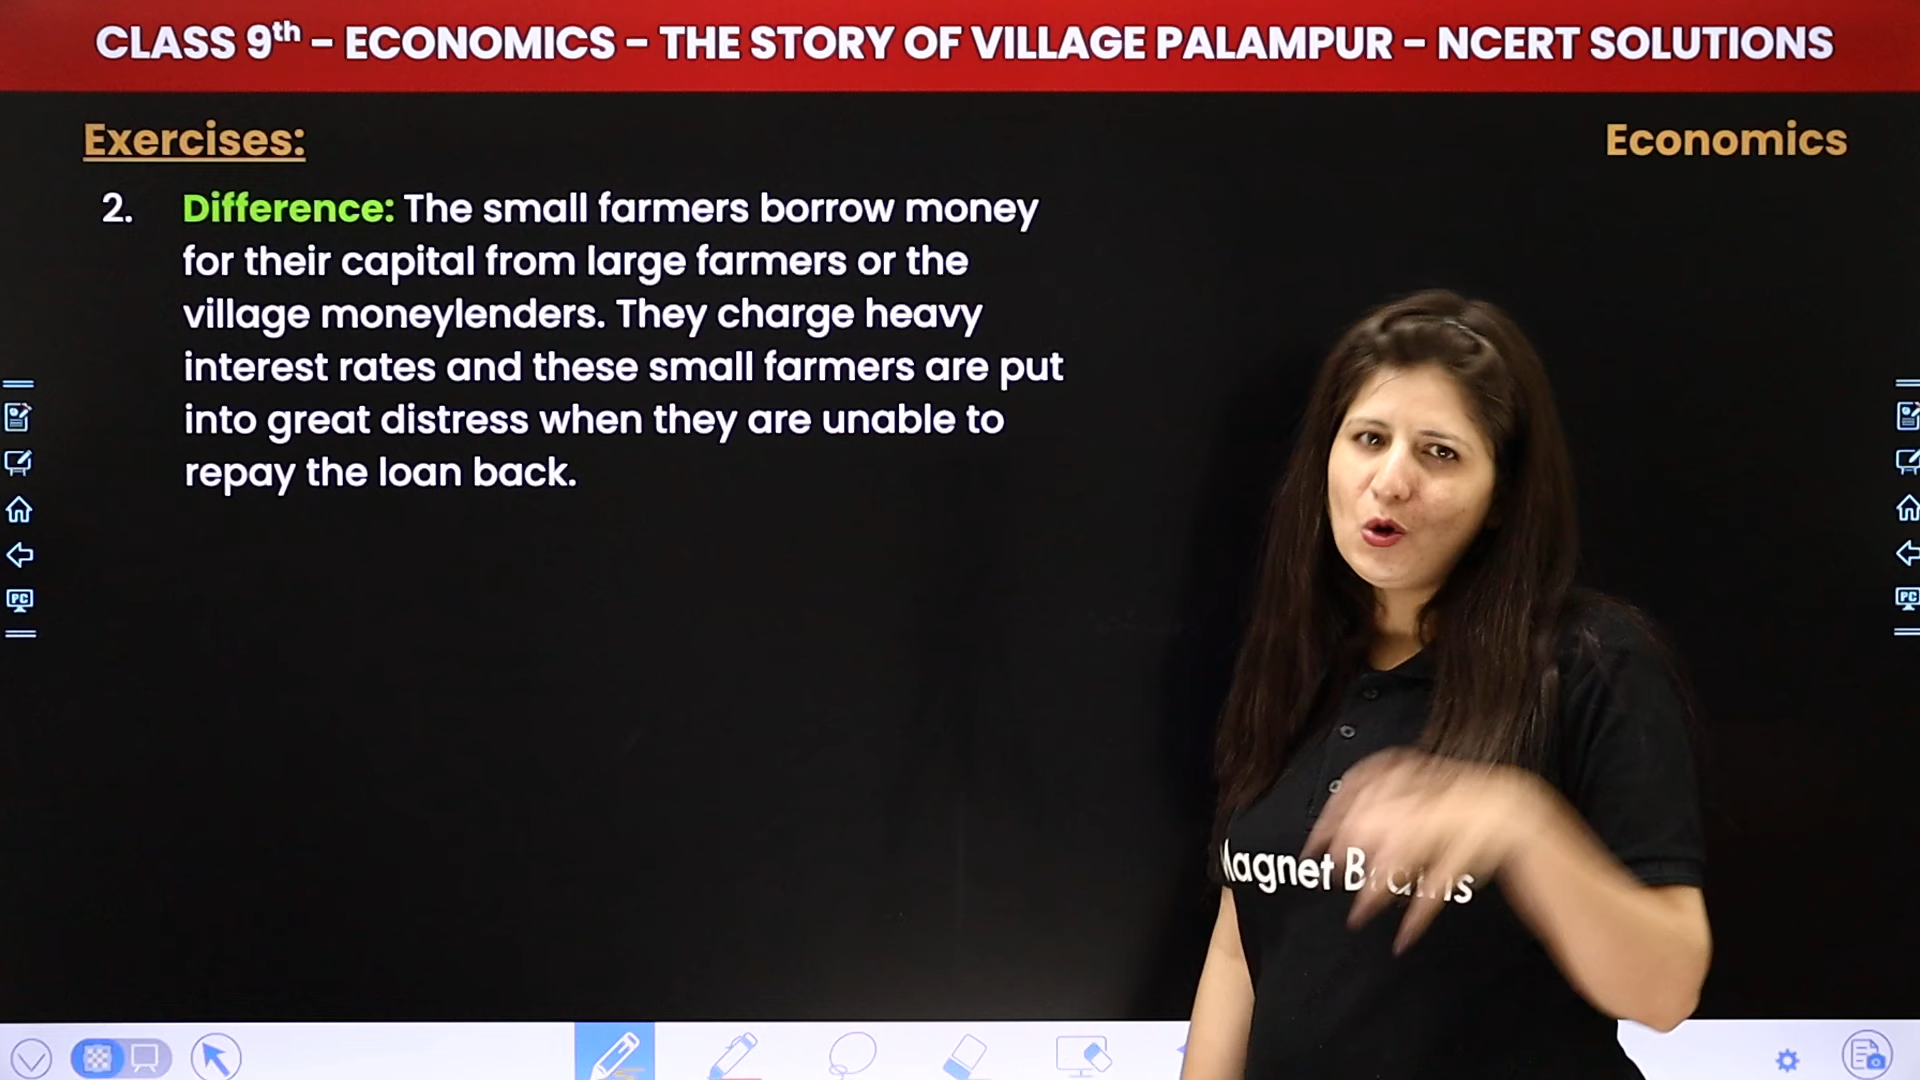 CLASS 9th - ECONOMICS - THE STORY OF VILLAGE PALAMPUR - NCERT SOLUTIONS
Exercises:
Economics
2. Difference: The small farmers borrow money
for their capital from large farmers or the
village moneylenders. They charge heavy
interest rates and these small farmers are put
into great distress when they are unable to
repay the loan back.
PC
PC